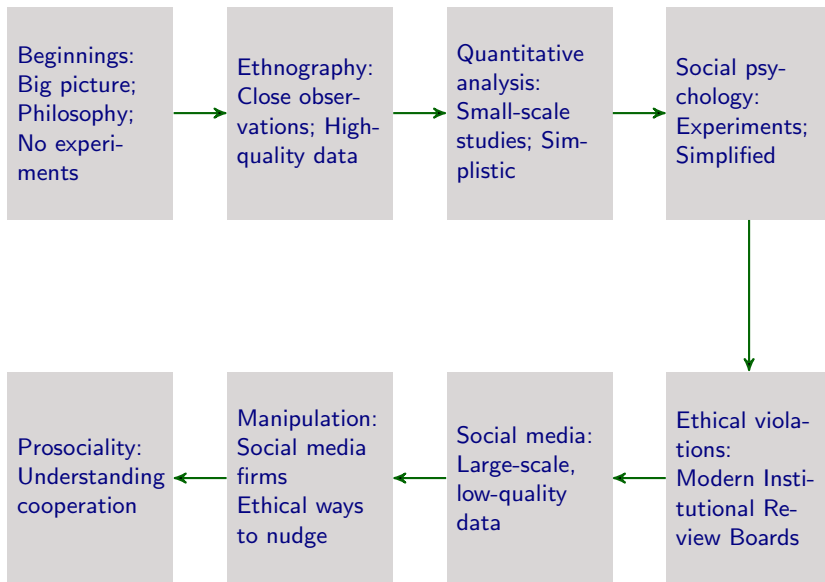 Beginnings:
Big picture;
Philosophy;
No experi-
ments
Ethnography:
Close obser-
vations; High-
quality data
Quantitative
analysis:
Small-scale
studies; Sim-
plistic
Social psy-
chology:
Experiments;
Simplified
Ethical viola-
tions:
Modern Insti-
tutional Re-
view Boards
Social media:
Large-scale,
low-quality
data
Manipulation:
Social media
firms
Ethical ways
to nudge
Prosociality:
Understanding
cooperation